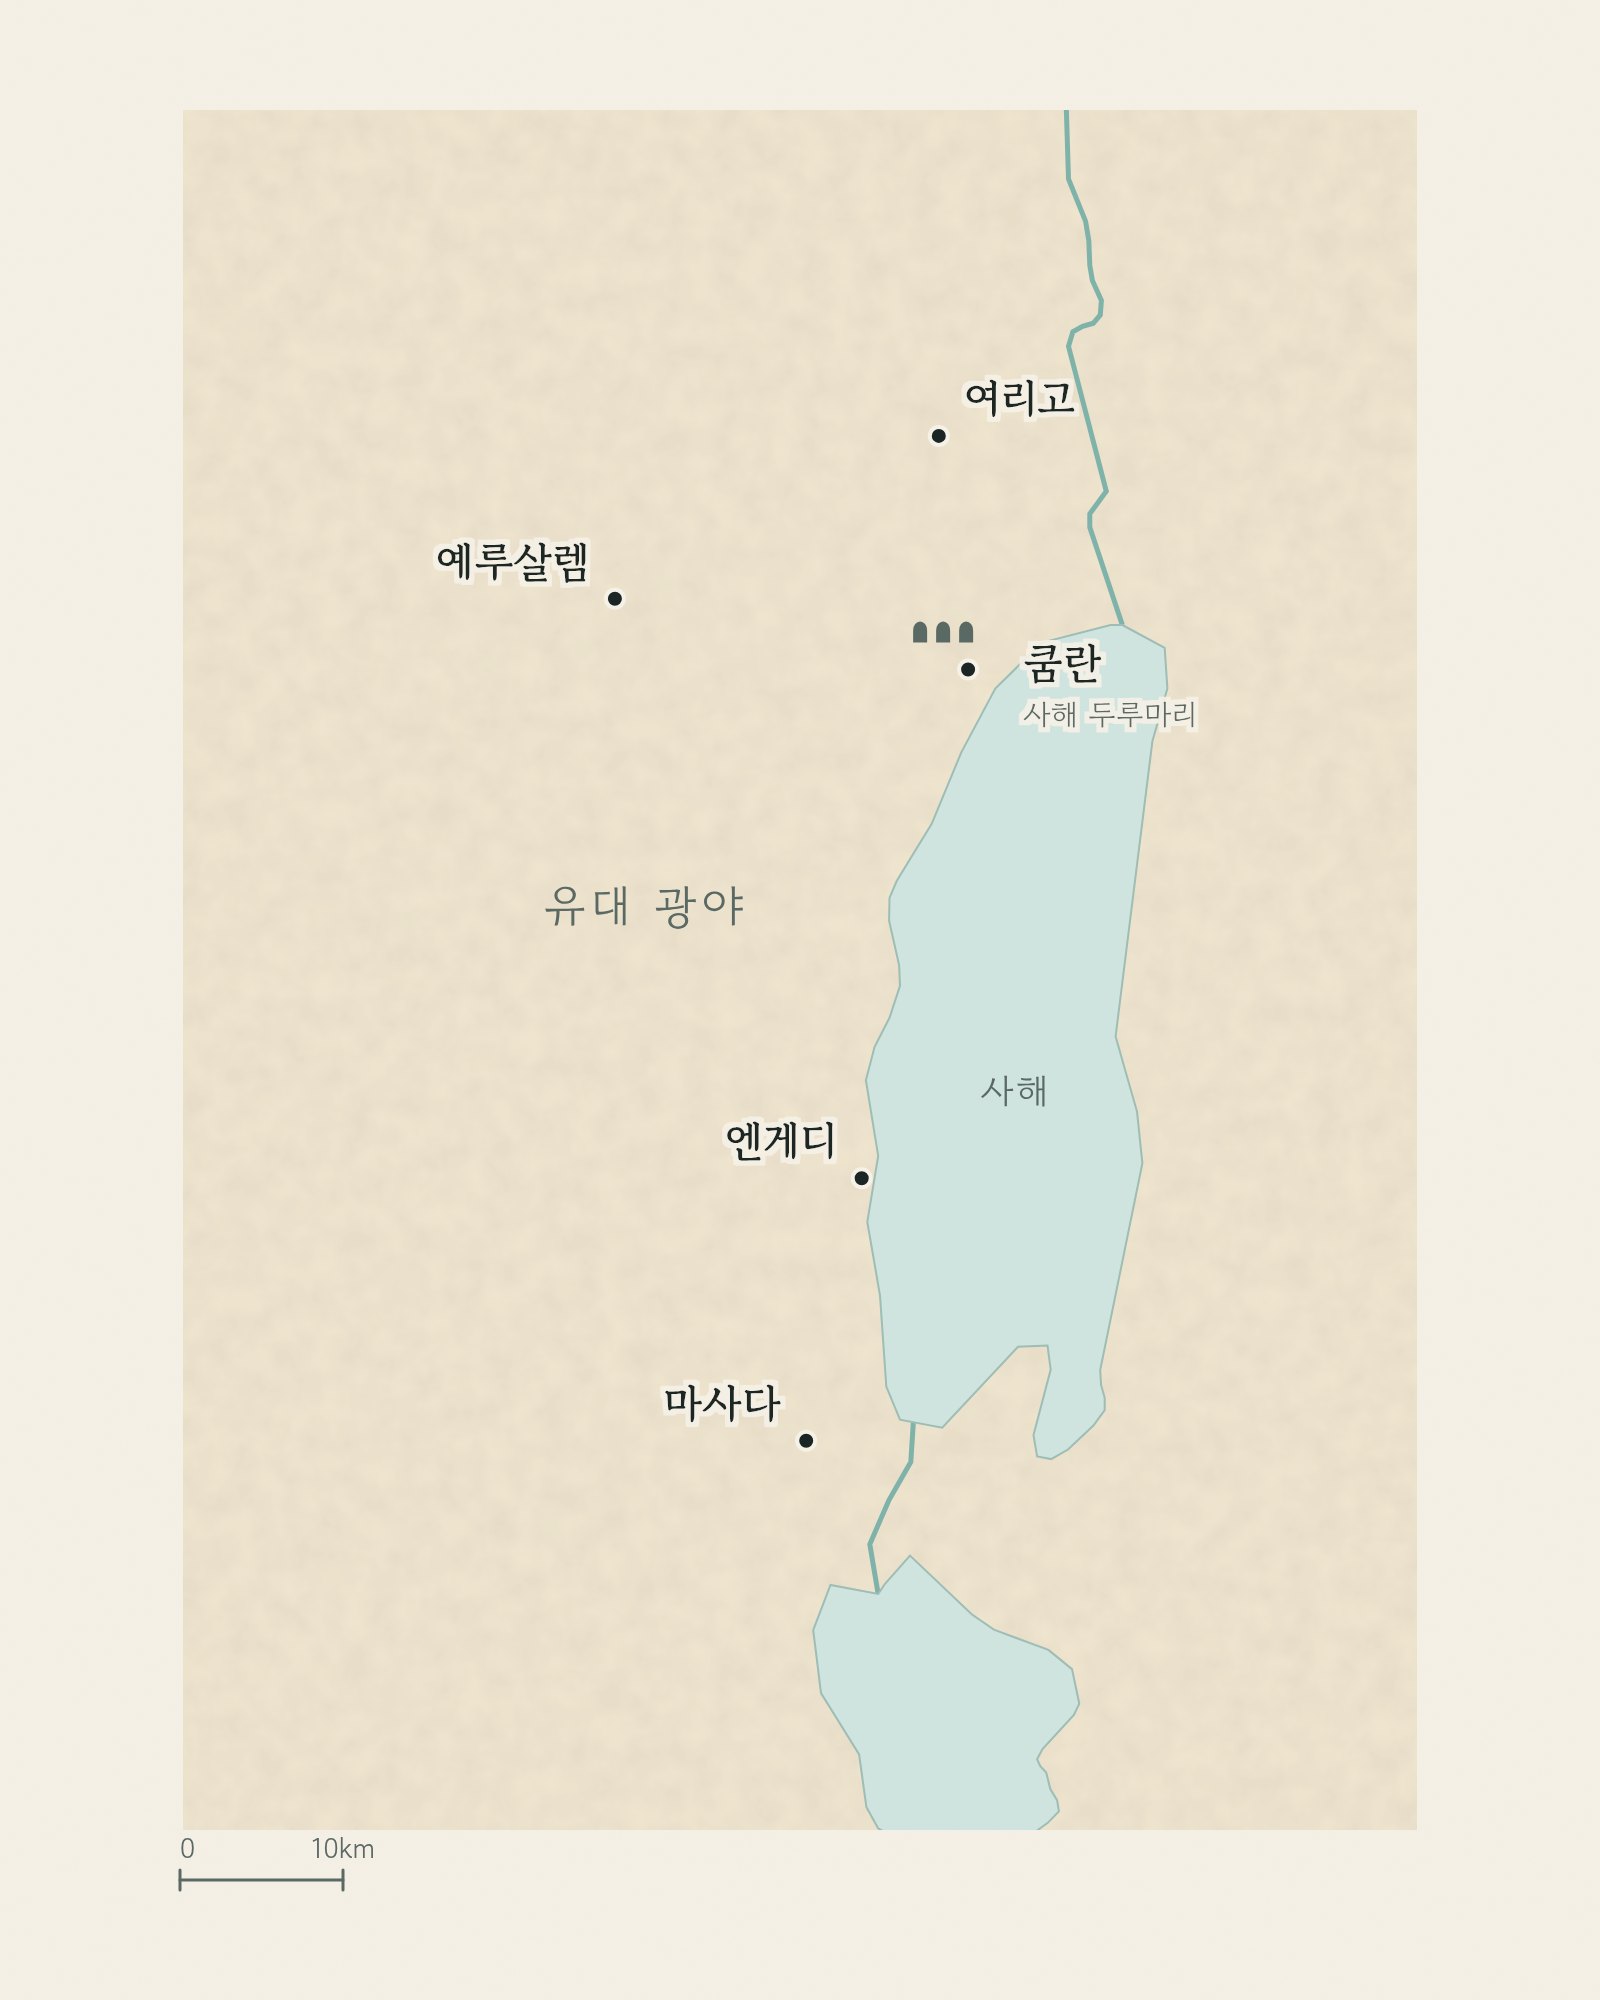 여리고
예루살렘
쿰란
사해 두루마리
유대 광야
사해
엔게디
마사다
0 10km